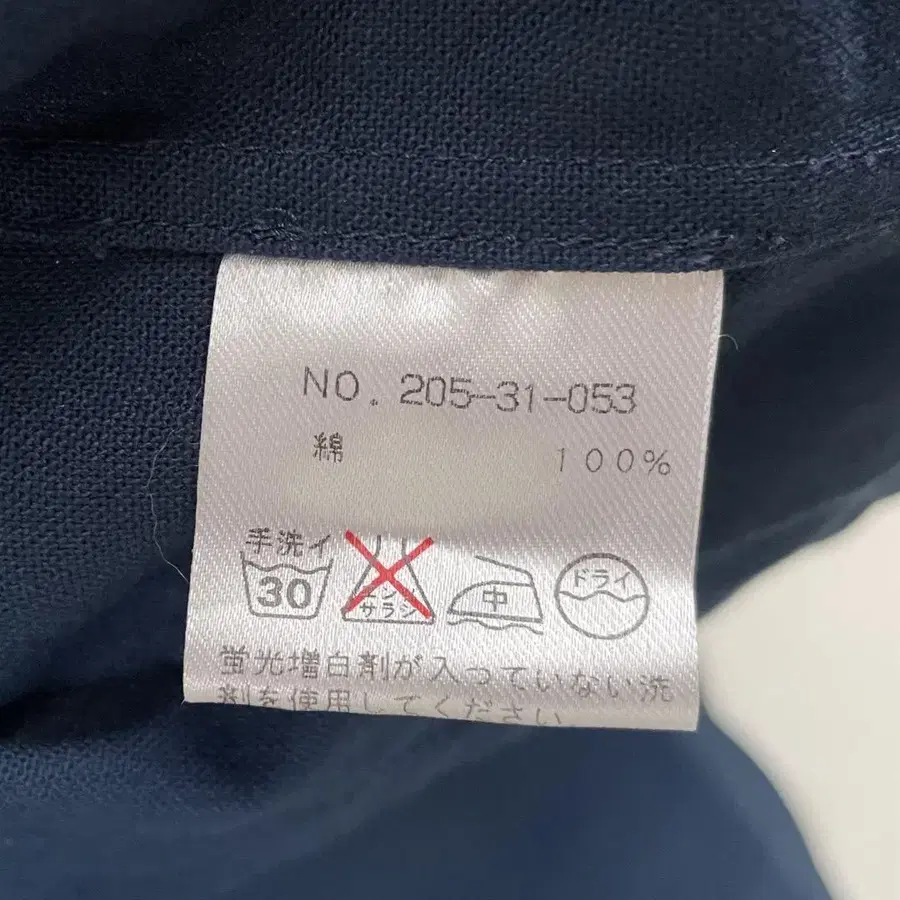 NO. 205-31-053
綿 100%
手洗イ
30
エンソ
サラシ
中
ドライ
蛍光増白剤が入っていない洗
剤を使用してください。